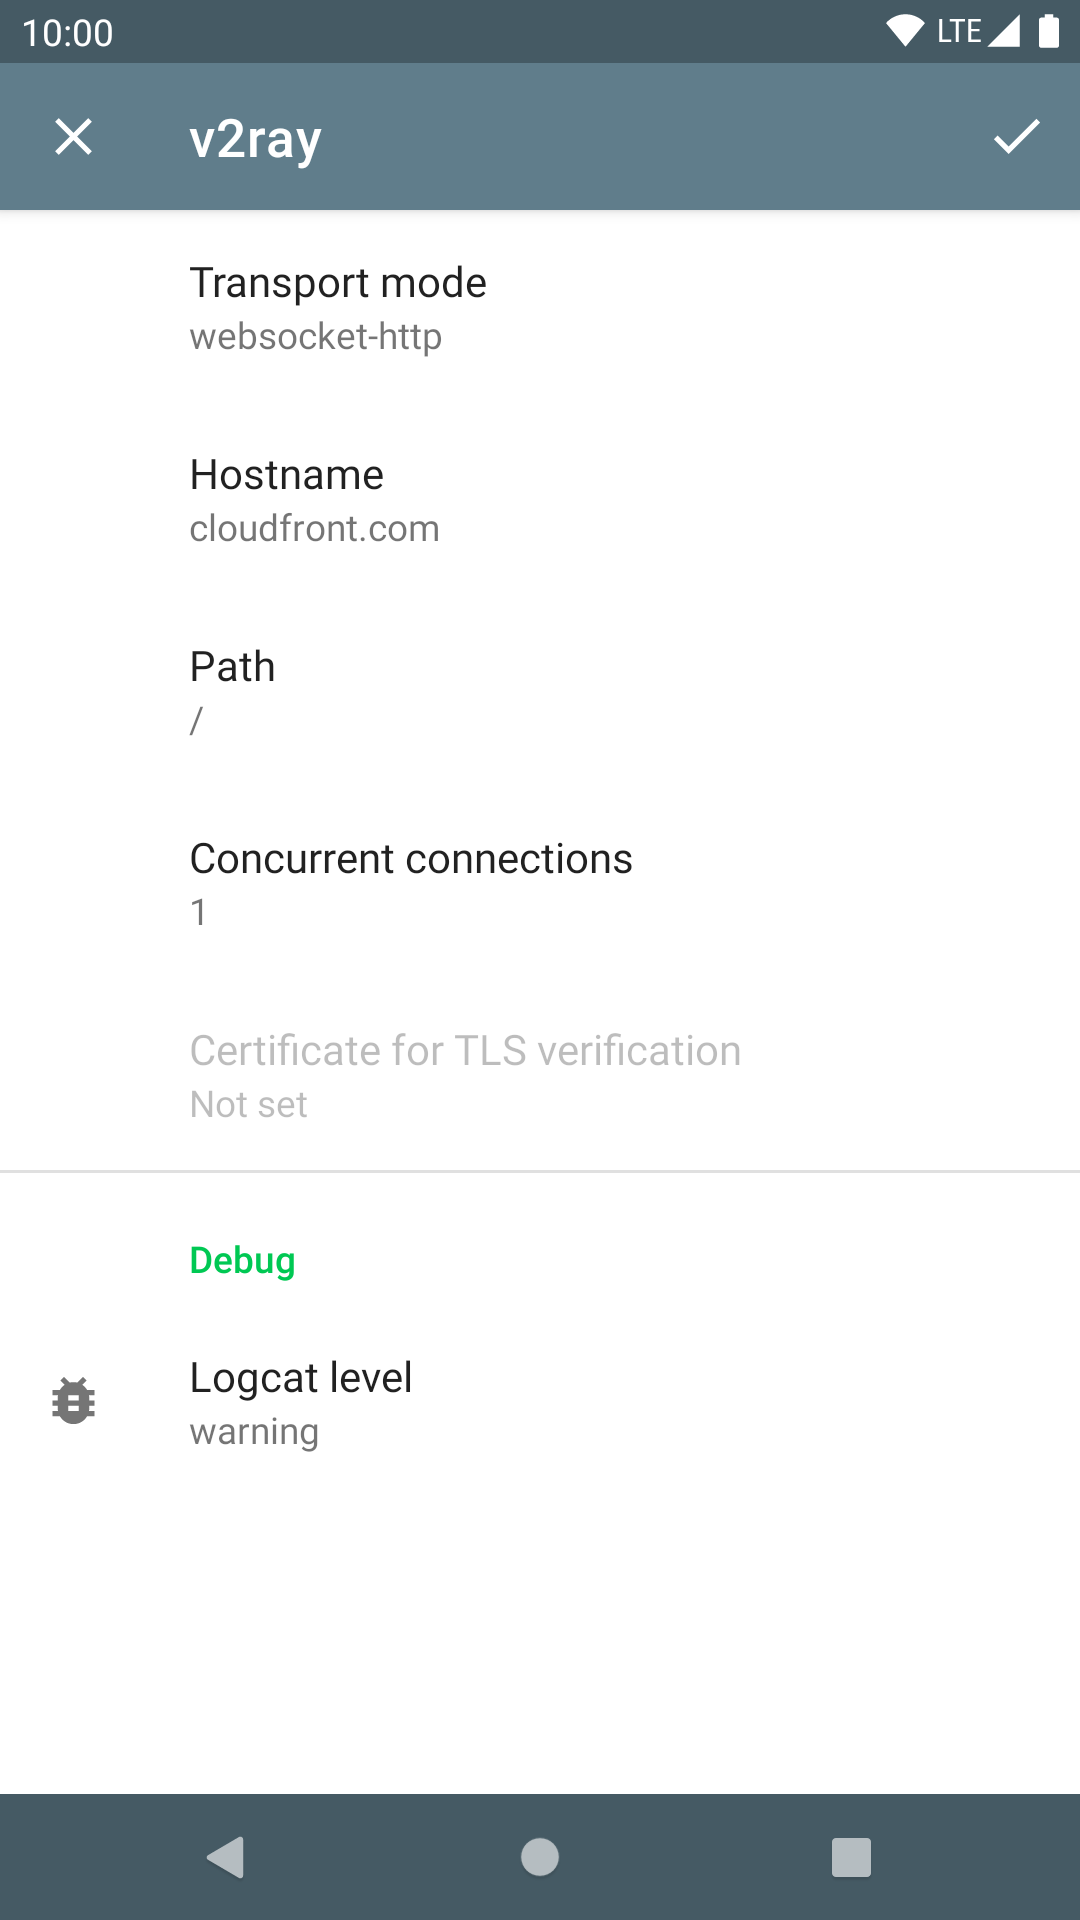 10:00
LTE
v2ray
Transport mode
websocket-http
Hostname
cloudfront.com
Path
/
Concurrent connections
1
Certificate for TLS verification
Not set
Debug
Logcat level
warning